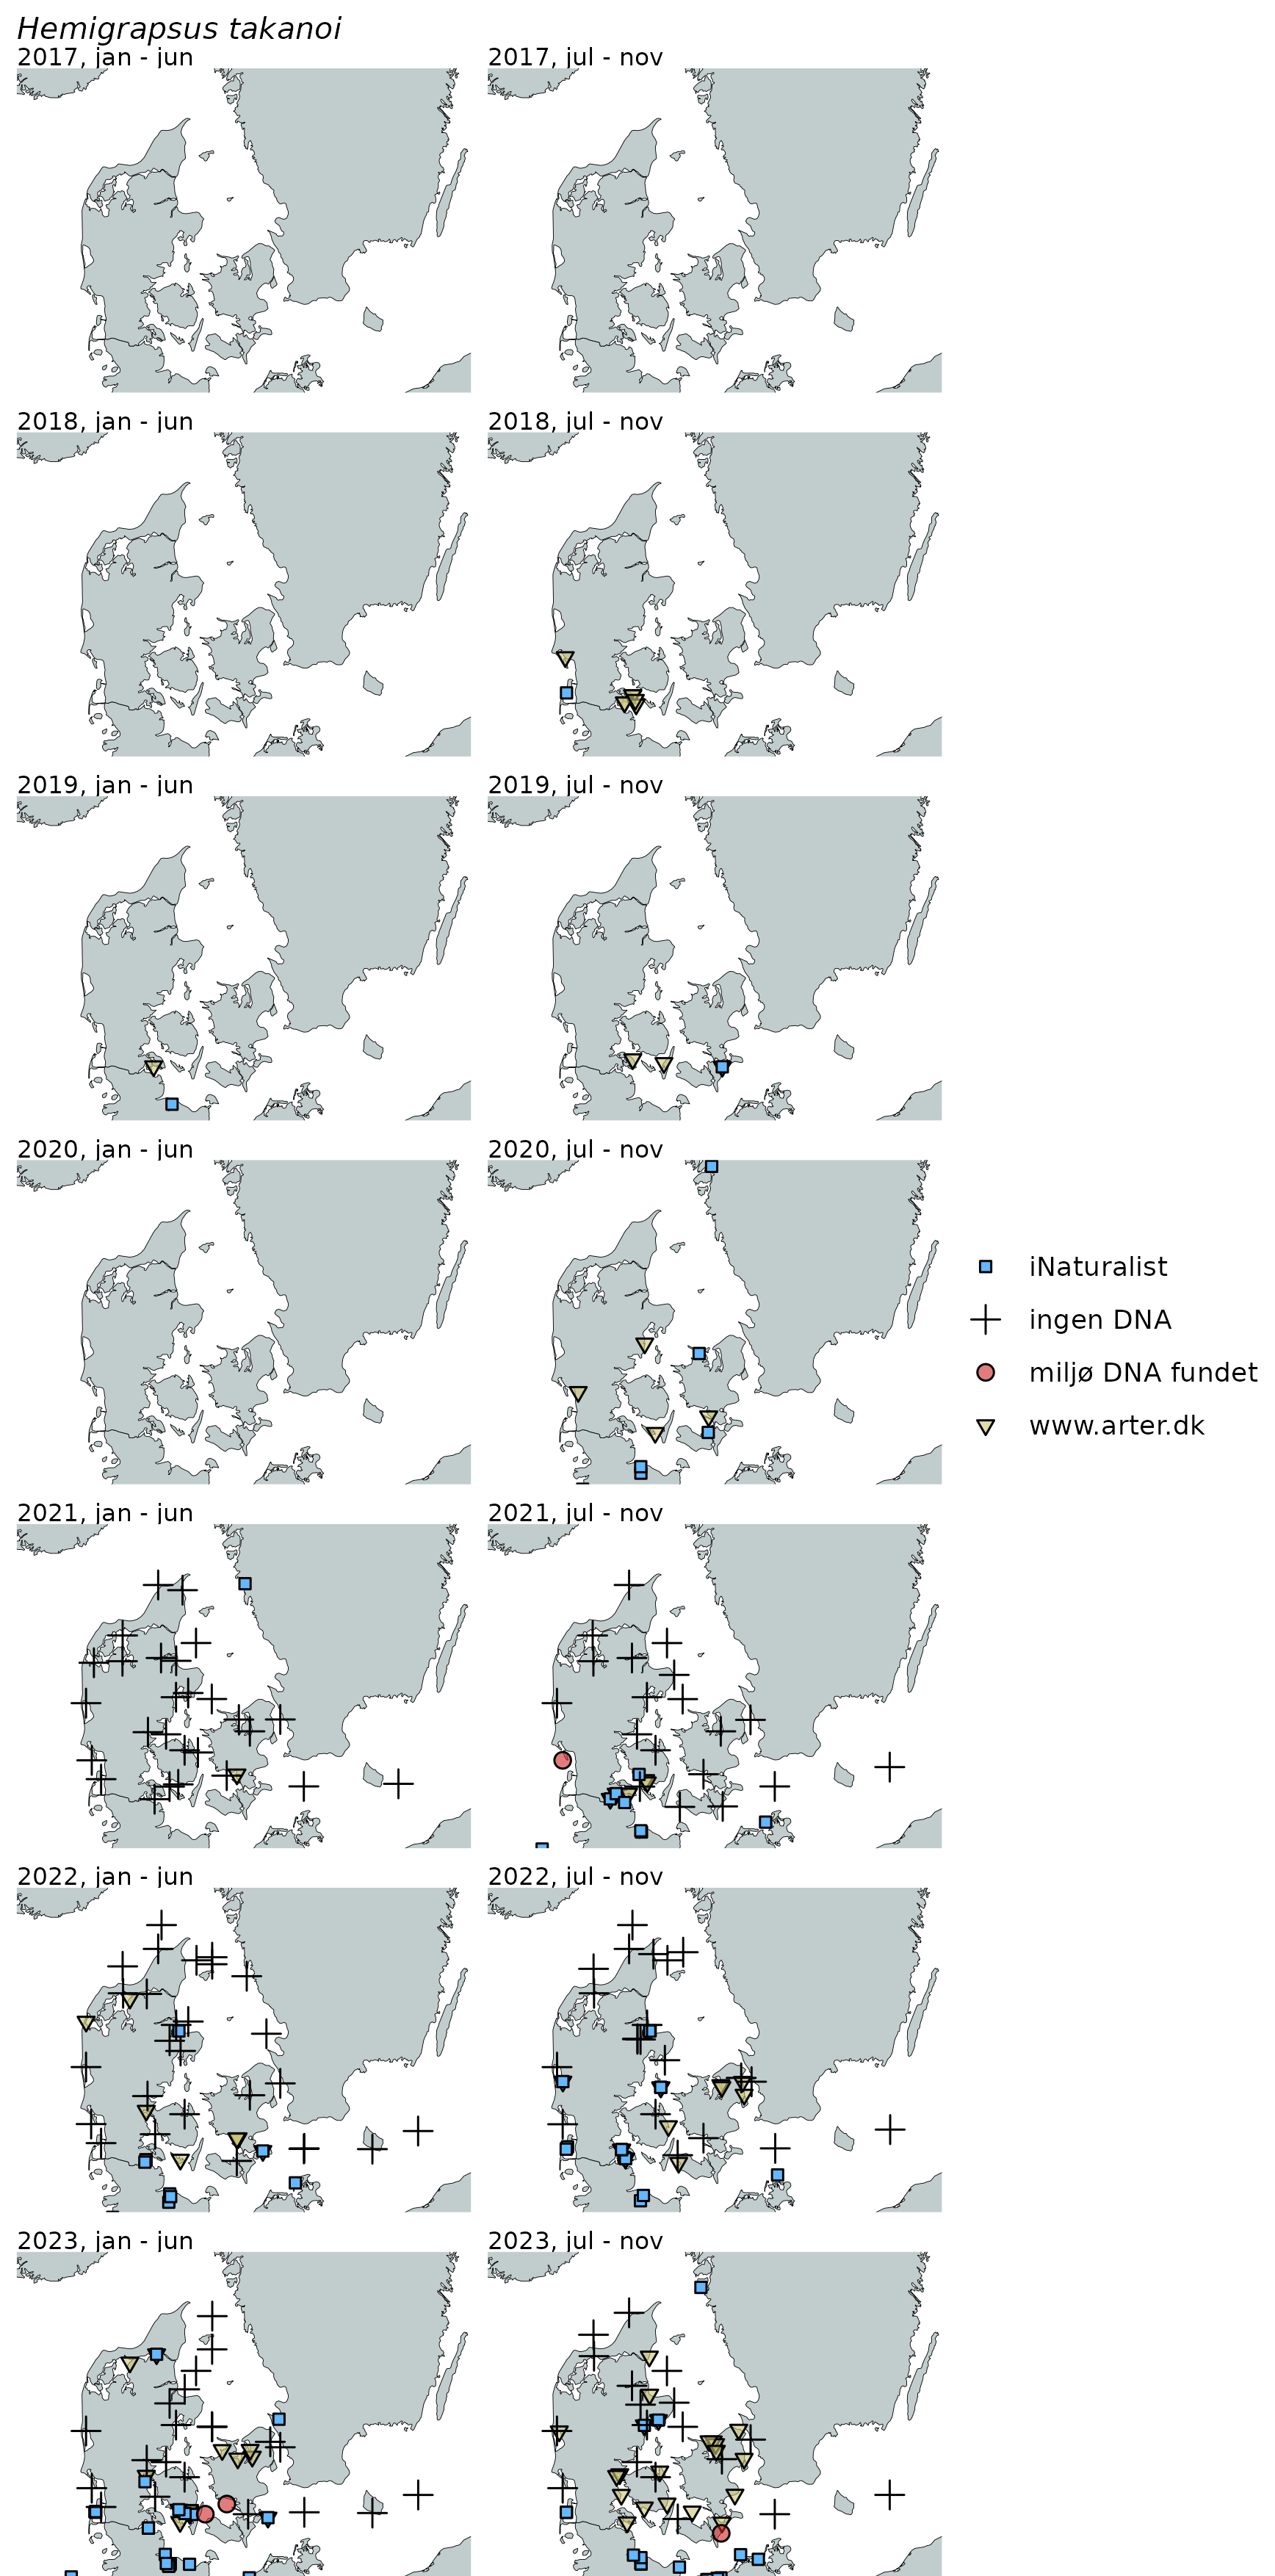 Hemigrapsus takanoi
2017, jan - jun
2017, jul - nov
2018, jan - jun
2018, jul - nov
2019, jan - jun
2019, jul - nov
2020, jan - jun
2020, jul - nov
iNaturalist
ingen DNA
miljø DNA fundet
www.arter.dk
2021, jan - jun
2021, jul - nov
2022, jan - jun
2022, jul - nov
2023, jan - jun
2023, jul - nov